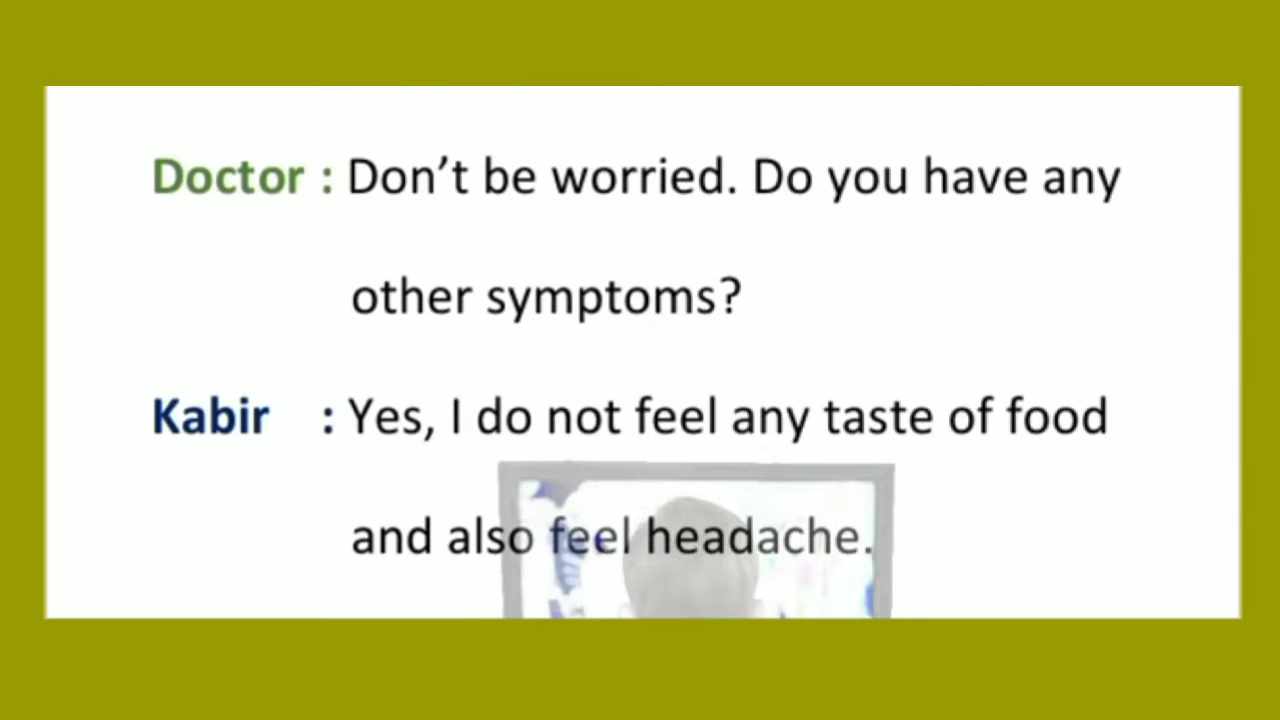 Doctor : Don’t be worried. Do you have any
other symptoms?
Kabir : Yes, I do not feel any taste of food
and also feel headache.